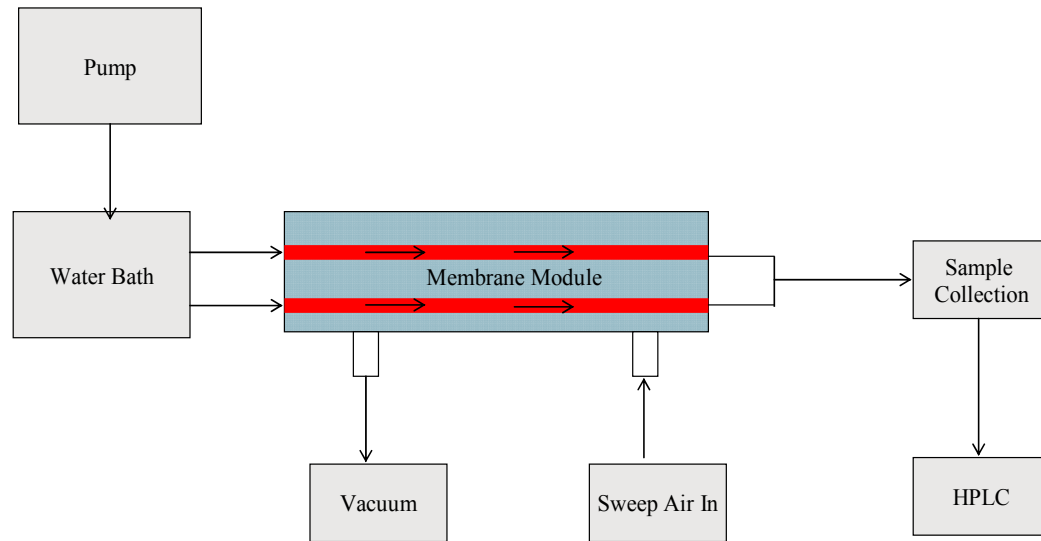 Pump
Water Bath
Membrane Module
Sample
Collection
Vacuum
Sweep Air In
HPLC